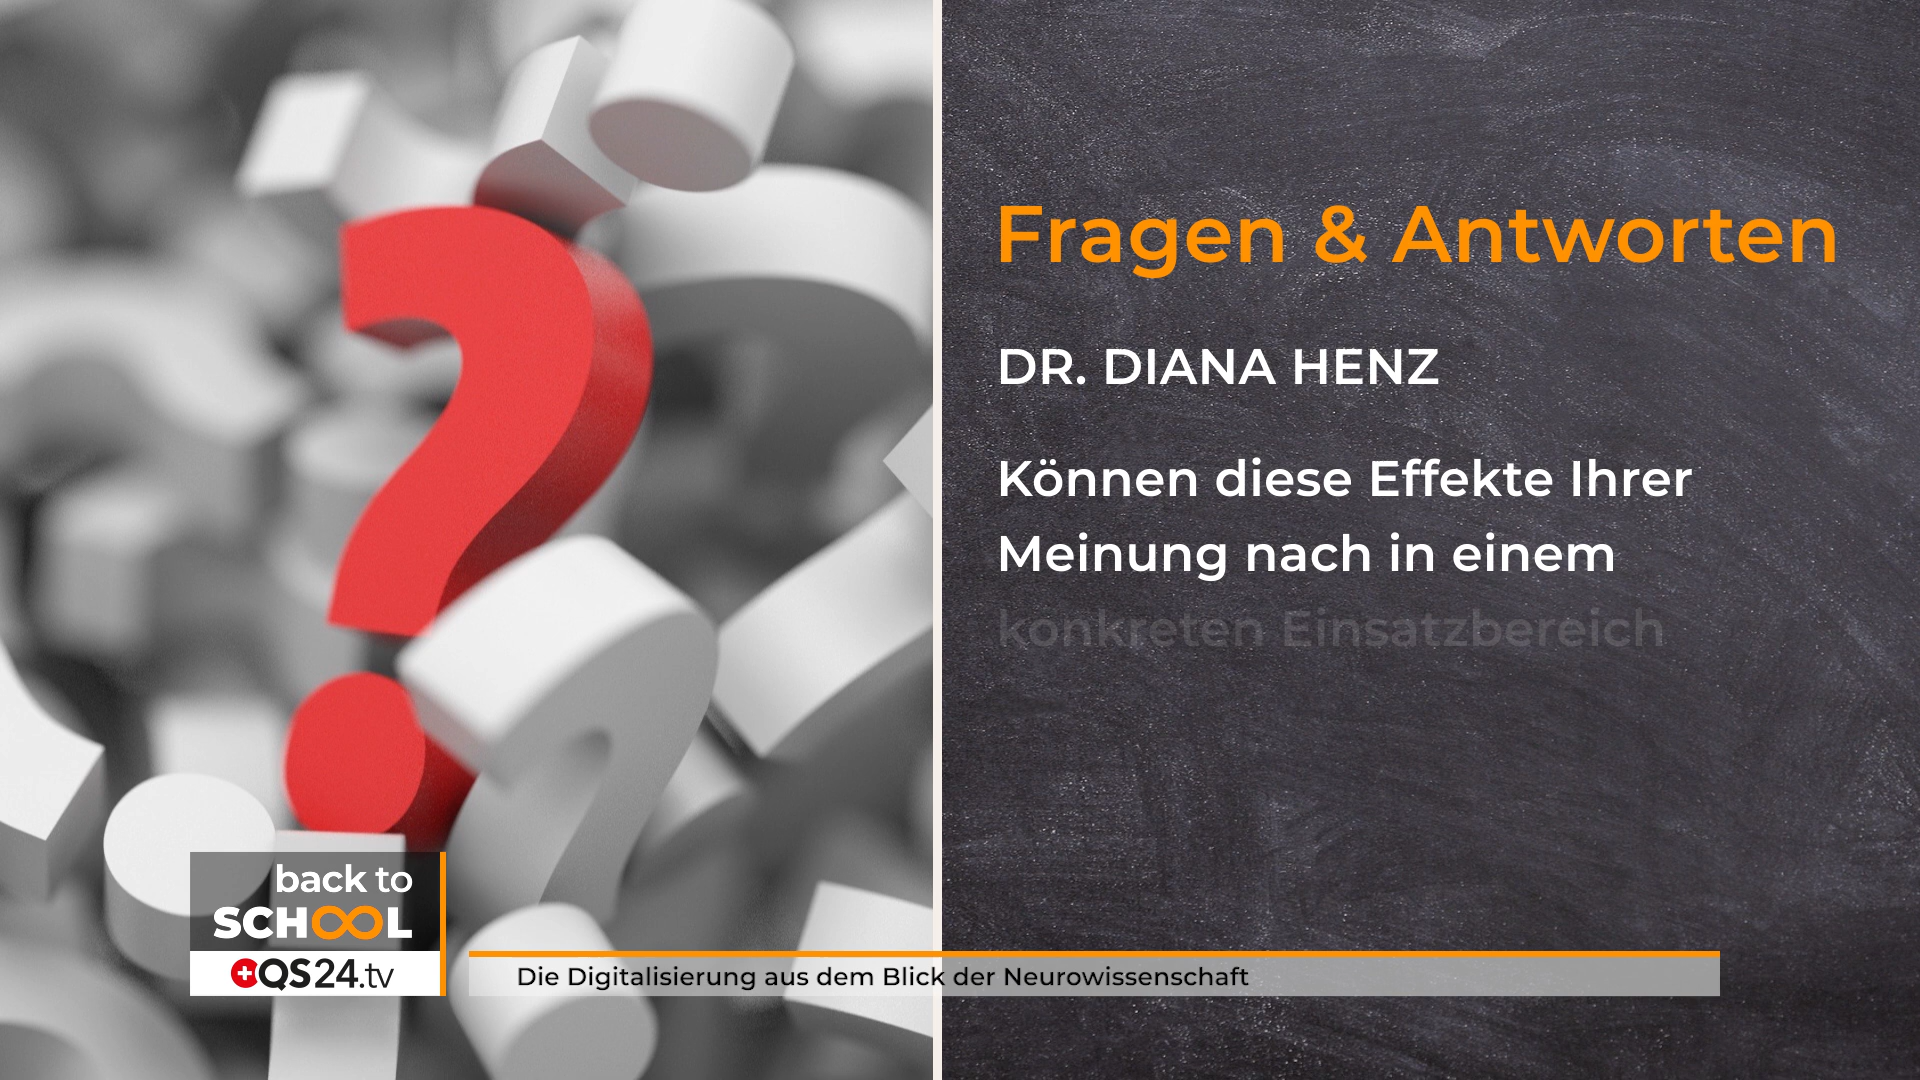 Fragen & Antworten
DR. DIANA HENZ
Können diese Effekte Ihrer
Meinung nach in einem
konkreten Einsatzbereich
back to
SCHOOL
QS24.tv
Die Digitalisierung aus dem Blick der Neurowissenschaft